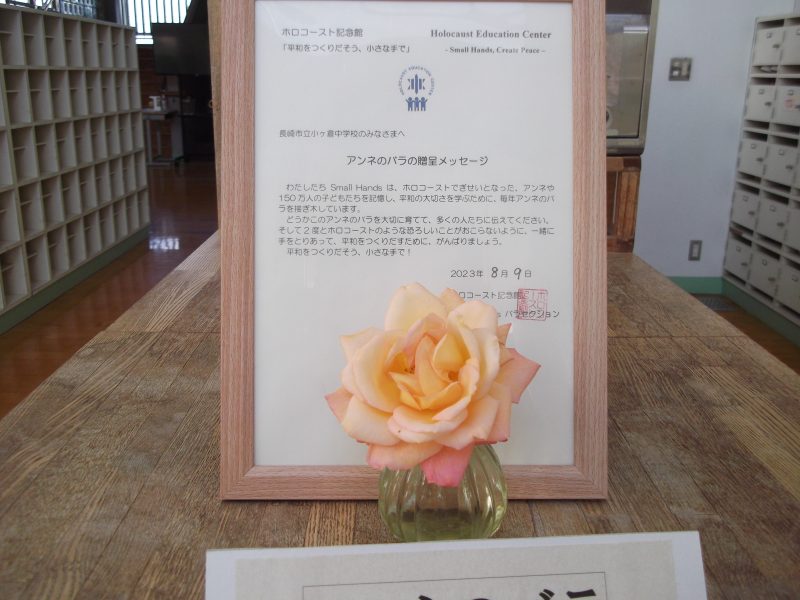 ホロコースト記念館
「平和をつくりだそう、小さな手で」
Holocaust Education Center
- Small Hands, Create Peace -
HOLOCAUST EDUCATION CENTER
長崎市立小ヶ倉中学校のみなさまへ
アンネのバラの贈呈メッセージ
わたしたち Small Hands は、ホロコーストでぎせいとなった、アンネや
150万人の子どもたちを記憶し、平和の大切さを学ぶために、毎年アンネのバ
ラを接ぎ木しています。
どうかこのアンネのバラを大切に育てて、多くの人たちに伝えてください。
そして2度とホロコーストのような恐ろしいことがおこらないように、一緒に
手をとりあって、平和をつくりだすために、がんばりましょう。
平和をつくりだそう、小さな手で！
2023年 8月 9日
ロコースト記念館
s バラセクション